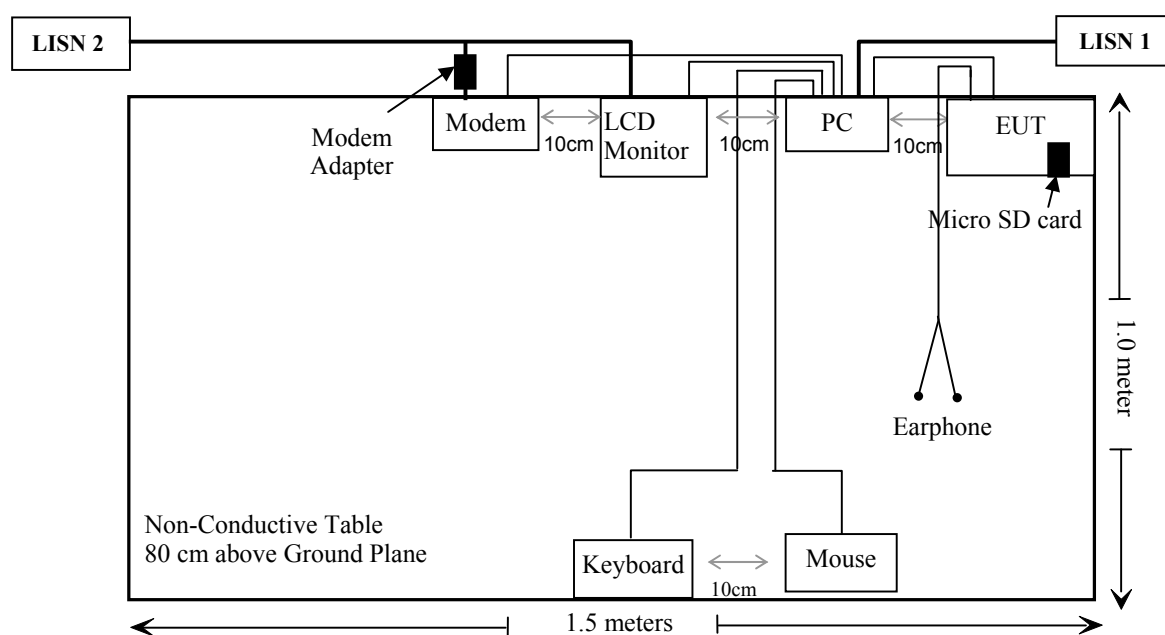 LISN 2
LISN 1
Modem
LCD
Monitor
PC
EUT
10cm
10cm
10cm
Modem
Adapter
Micro SD card
1.0 meter
Earphone
Non-Conductive Table
80 cm above Ground Plane
Keyboard
Mouse
10cm
1.5 meters